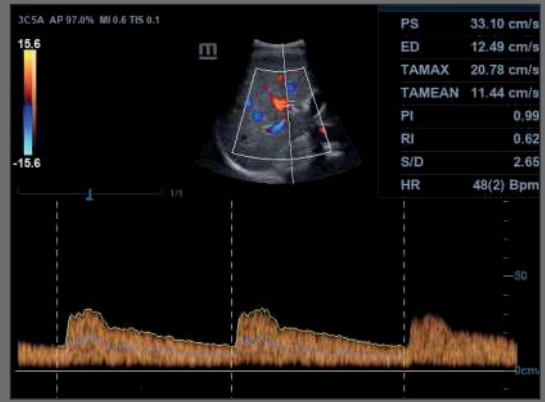 3C5A AP 97.0% MI 0.6 TIS 0.1
15.6
-15.6
m
1/1
PS 33.10 cm/s
ED 12.49 cm/s
TAMAX 20.78 cm/s
TAMEAN 11.44 cm/s
PI 0.99
RI 0.62
S/D 2.65
HR 48(2) Bpm